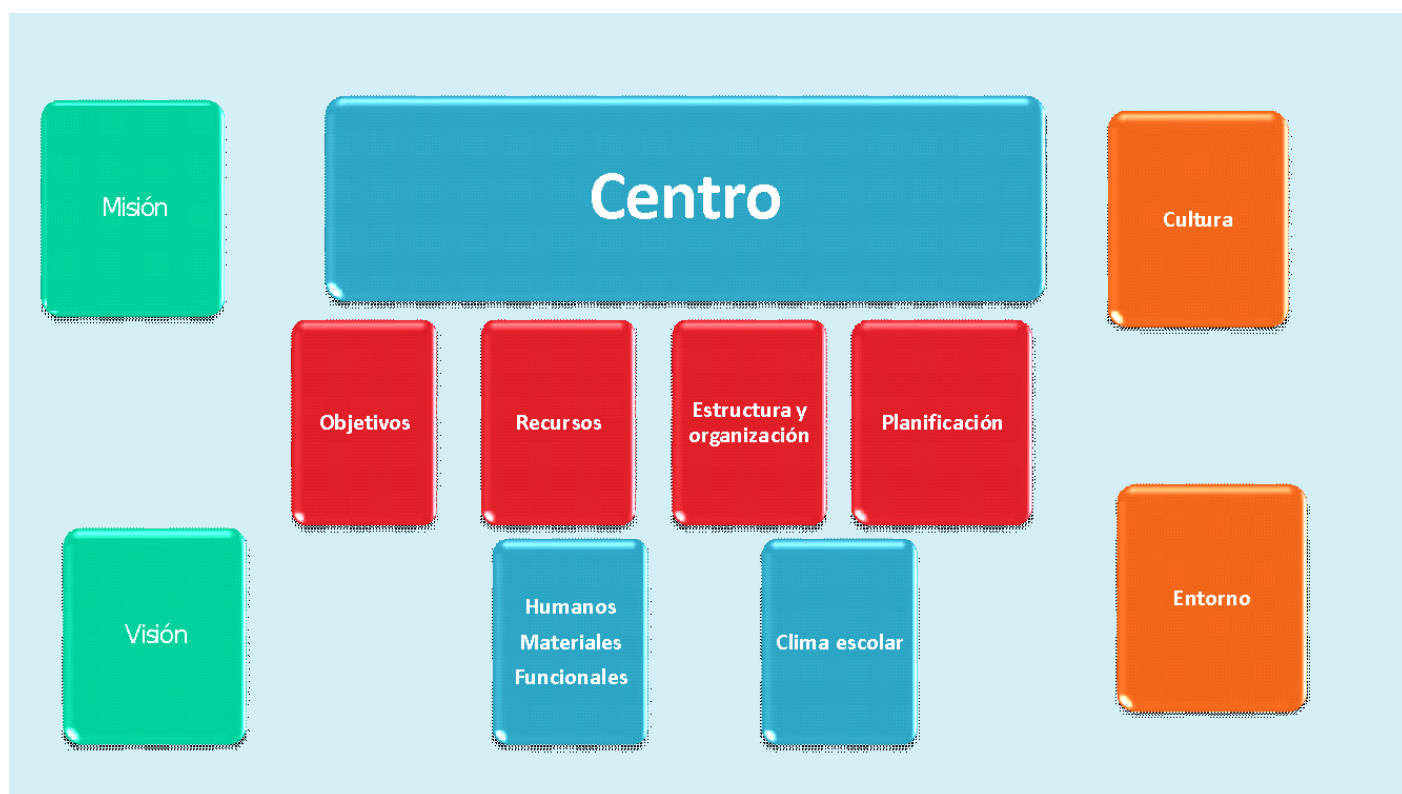 Misión
Centro
Cultura
Objetivos
Recursos
Estructura y
organización
Planificación
Visión
Humanos
Materiales
Funcionales
Clima escolar
Entorno